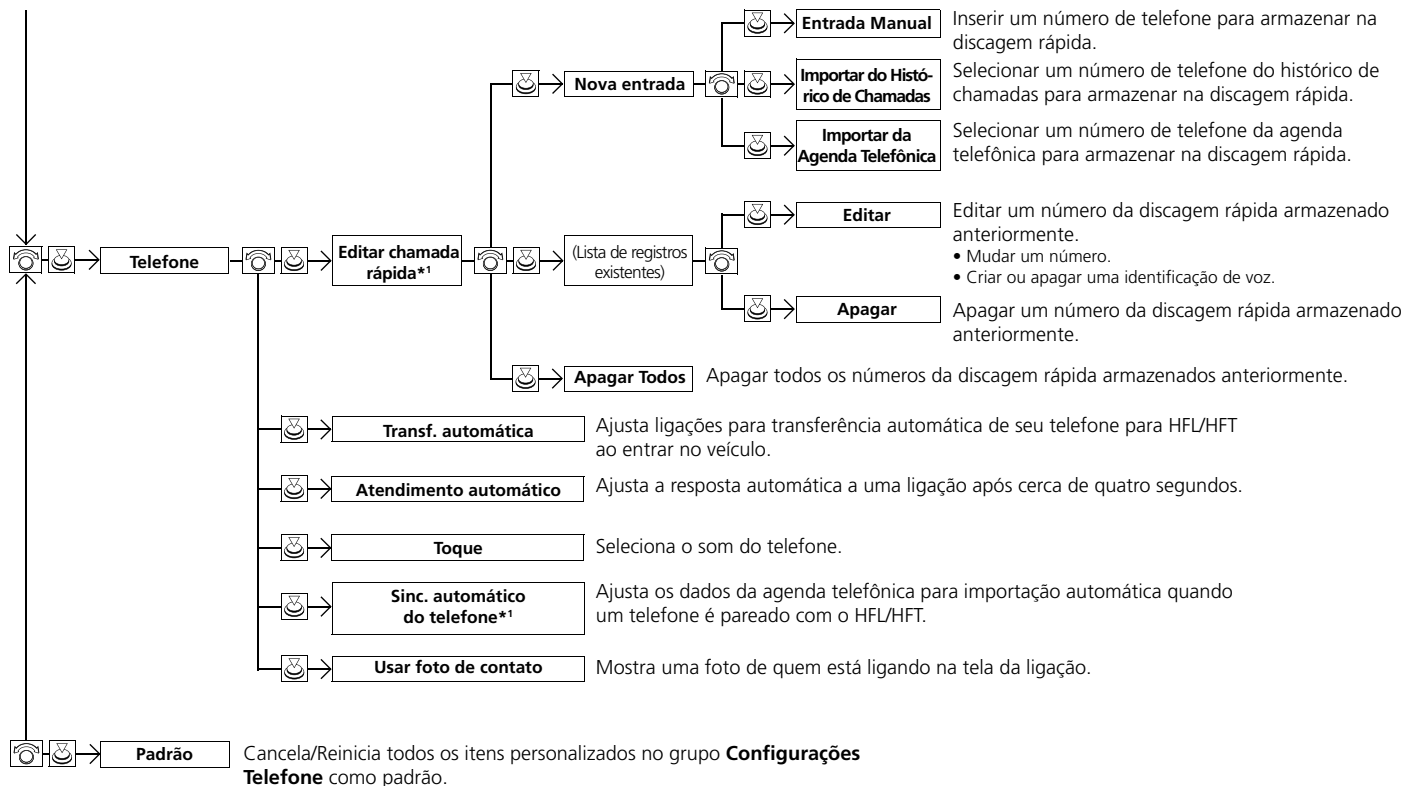 Entrada Manual
Inserir um número de telefone para armazenar na
discagem rápida.
Nova entrada
Importar do Histó-
rico de Chamadas
Selecionar um número de telefone do histórico de
chamadas para armazenar na discagem rápida.
Importar da
Agenda Telefônica
Selecionar um número de telefone da agenda
telefônica para armazenar na discagem rápida.
Telefone
Editar chamada
rápida*1
(Lista de registros
existentes)
Editar
Editar um número da discagem rápida armazenado
anteriormente.
• Mudar um número.
• Criar ou apagar uma identificação de voz.
Apagar
Apagar um número da discagem rápida armazenado
anteriormente.
Apagar Todos
Apagar todos os números da discagem rápida armazenados anteriormente.
Transf. automática
Ajusta ligações para transferência automática de seu telefone para HFL/HFT
ao entrar no veículo.
Atendimento automático
Ajusta a resposta automática a uma ligação após cerca de quatro segundos.
Toque
Seleciona o som do telefone.
Sinc. automático
do telefone*1
Ajusta os dados da agenda telefônica para importação automática quando
um telefone é pareado com o HFL/HFT.
Usar foto de contato
Mostra uma foto de quem está ligando na tela da ligação.
Padrão
Cancela/Reinicia todos os itens personalizados no grupo Configurações
Telefone como padrão.